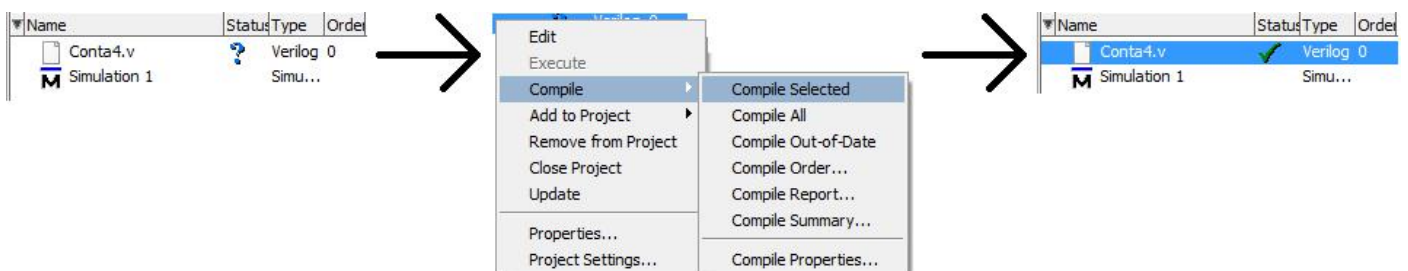 Name Status Type Order
Conta4.v Verilog 0
Simulation 1 Simu...
Verilog 0
Edit
Execute
Compile
Add to Project
Remove from Project
Close Project
Update
Properties...
Project Settings...
Compile Selected
Compile All
Compile Out-of-Date
Compile Order...
Compile Report...
Compile Summary...
Compile Properties...
Name Status Type Order
Conta4.v Verilog 0
Simulation 1 Simu...